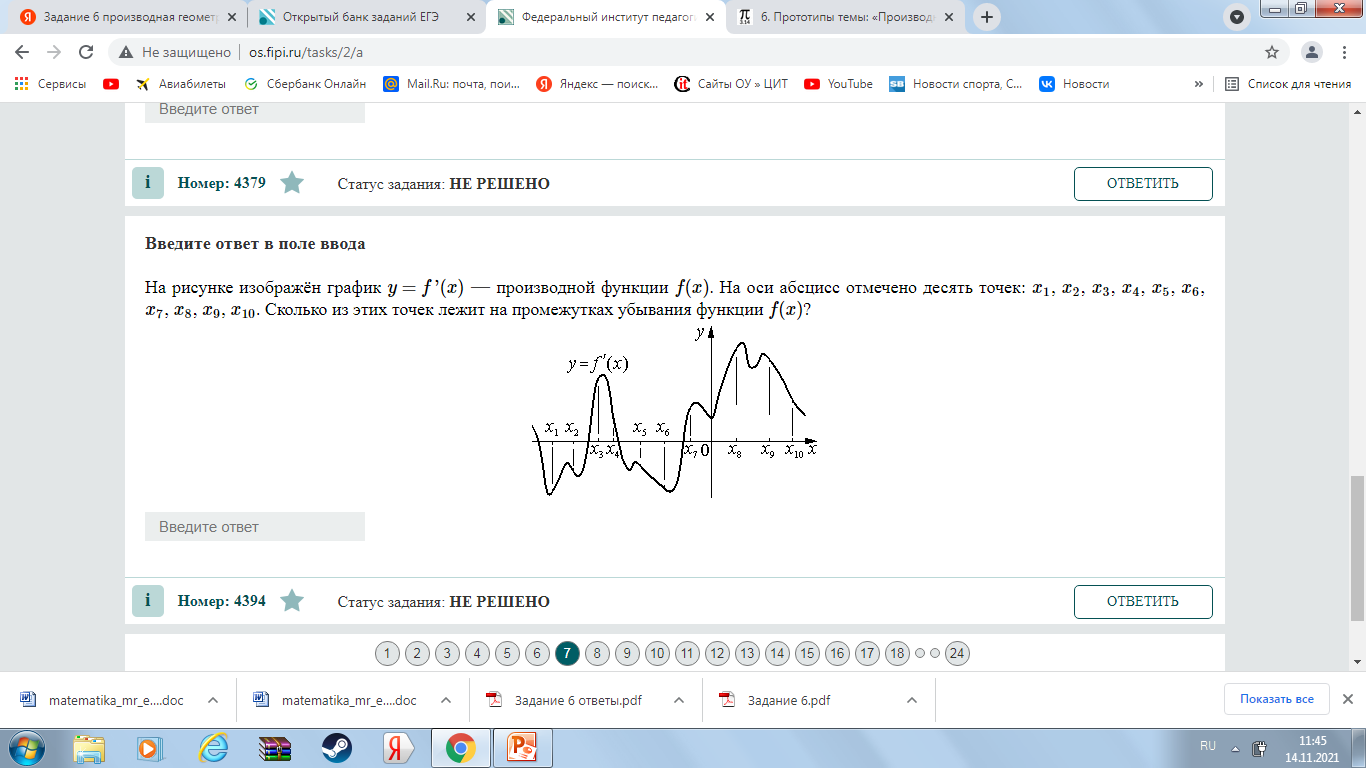 Задание 6 производная геомет
Открытый банк заданий ЕГЭ
Федеральный институт педагог
6. Прототипы темы: «Производн
Не защищено | os.fipi.ru/tasks/2/a
Сервисы
Авиабилеты
Сбербанк Онлайн
Mail.Ru: почта, пои...
Яндекс — поиск...
Сайты ОУ » ЦИТ
YouTube
Новости спорта, С...
Новости
»
Список для чтения
Введите ответ
i Номер: 4379 Статус задания: НЕ РЕШЕНО ОТВЕТИТЬ
Введите ответ в поле ввода
На рисунке изображён график y = f '(x) — производной функции f(x). На оси абсцисс отмечено десять точек: x₁, x₂, x₃, x₄, x₅, x₆,
x₇, x₈, x₉, x₁₀. Сколько из этих точек лежит на промежутках убывания функции f(x)?
y
y = f '(x)
x₁ x₂ x₅ x₆
x₃ x₄ x₇ 0 x₈ x₉ x₁₀ x
Введите ответ
i Номер: 4394 Статус задания: НЕ РЕШЕНО ОТВЕТИТЬ
1 2 3 4 5 6 7 8 9 10 11 12 13 14 15 16 17 18 24
matematika_mr_e....doc
matematika_mr_e....doc
Задание 6 ответы.pdf
Задание 6.pdf
Показать все
RU
11:45
14.11.2021